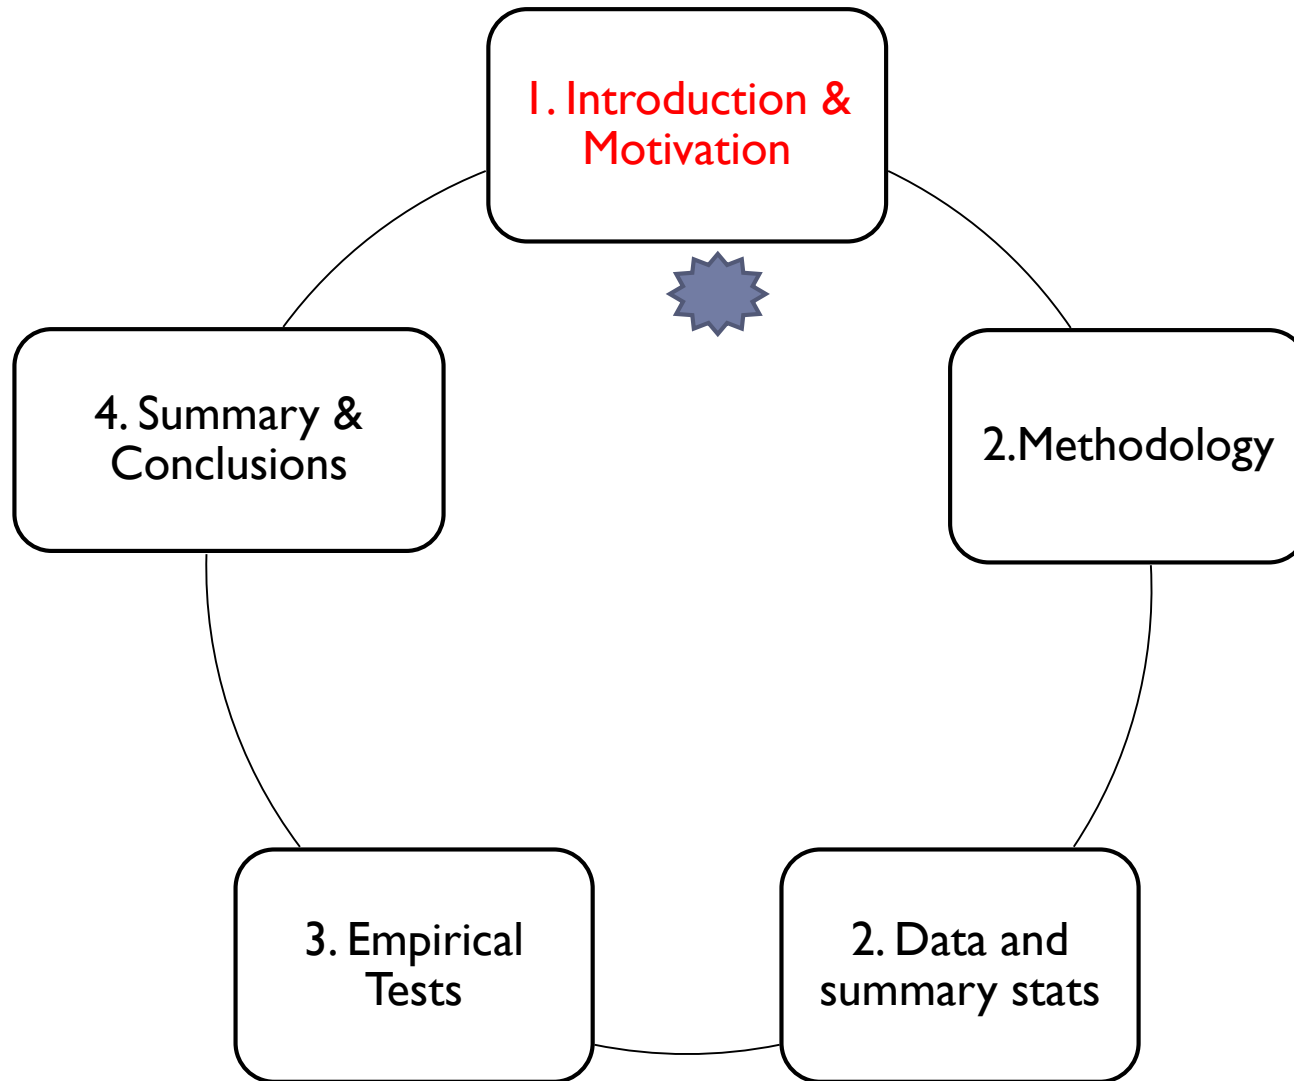 1. Introduction &
Motivation
2.Methodology
2. Data and
summary stats
3. Empirical
Tests
4. Summary &
Conclusions